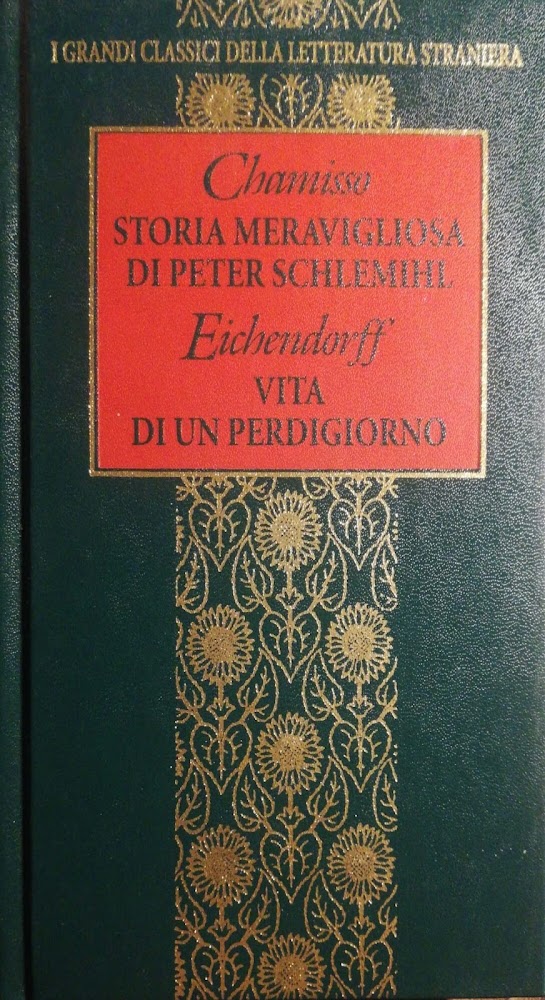 I GRANDI CLASSICI DELLA LETTERATURA STRANIERA
Chamisso
STORIA MERAVIGLIOSA
DI PETER SCHLEMIHL
Eichendorff
VITA
DI UN PERDIGIORNO